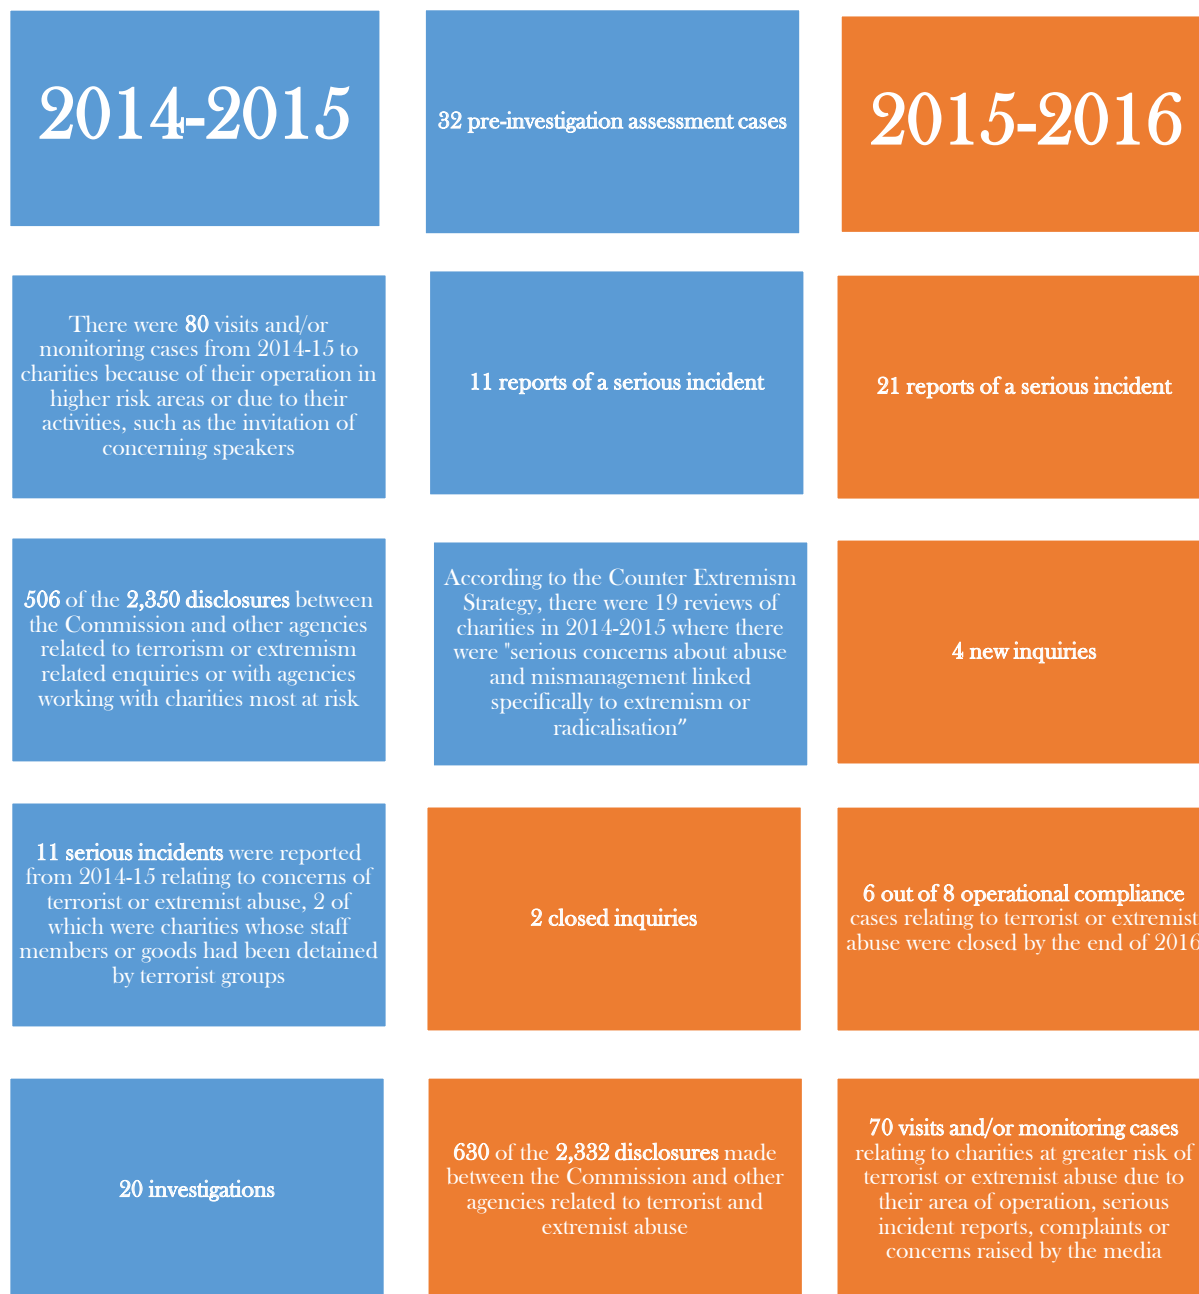 2014-2015
32 pre-investigation assessment cases
2015-2016
There were 80 visits and/or
monitoring cases from 2014-15 to
charities because of their operation in
higher risk areas or due to their
activities, such as the invitation of
concerning speakers
11 reports of a serious incident
21 reports of a serious incident
506 of the 2,350 disclosures between
the Commission and other agencies
related to terrorism or extremism
related enquiries or with agencies
working with charities most at risk
According to the Counter Extremism
Strategy, there were 19 reviews of
charities in 2014-2015 where there
were "serious concerns about abuse
and mismanagement linked
specifically to extremism or
radicalisation”
4 new inquiries
11 serious incidents were reported
from 2014-15 relating to concerns of
terrorist or extremist abuse, 2 of
which were charities whose staff
members or goods had been detained
by terrorist groups
2 closed inquiries
6 out of 8 operational compliance
cases relating to terrorist or extremist
abuse were closed by the end of 2016
20 investigations
630 of the 2,332 disclosures made
between the Commission and other
agencies related to terrorist and
extremist abuse
70 visits and/or monitoring cases
relating to charities at greater risk of
terrorist or extremist abuse due to
their area of operation, serious
incident reports, complaints or
concerns raised by the media